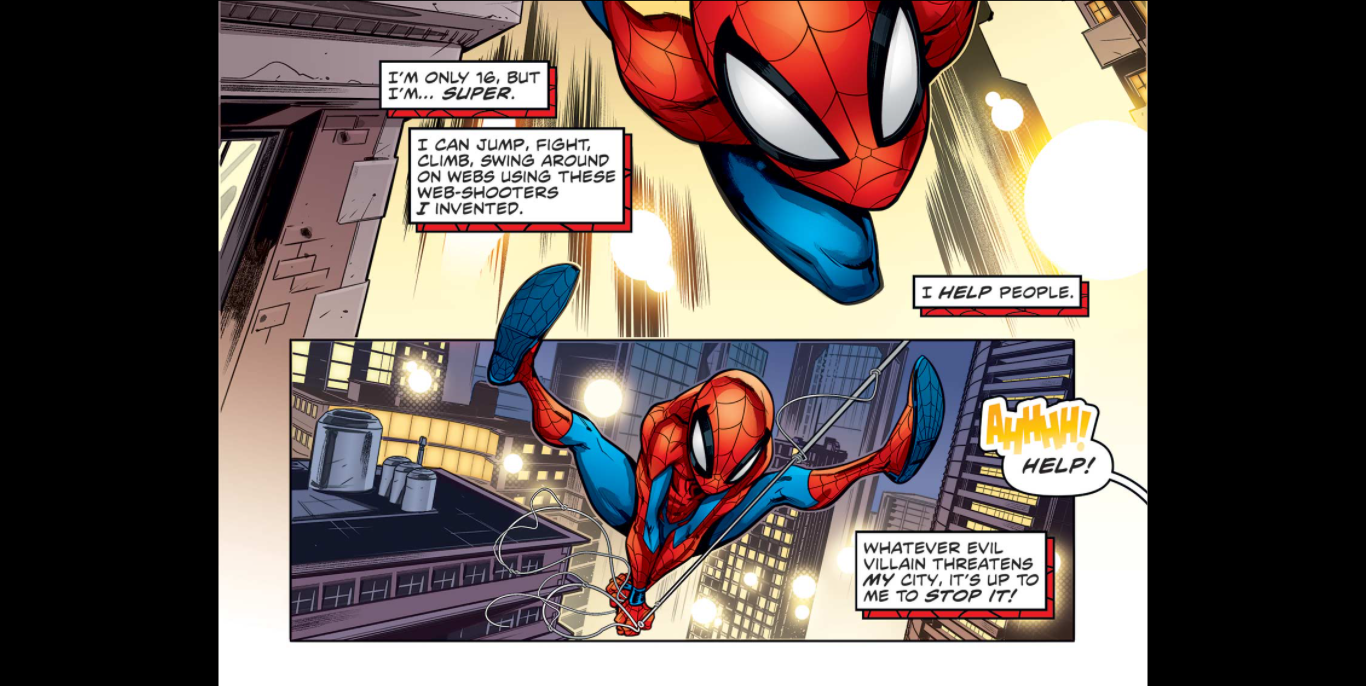 I'M ONLY 16, BUT
I'M... SUPER.
I CAN JUMP, FIGHT,
CLIMB, SWING AROUND
ON WEBS USING THESE
WEB-SHOOTERS
I INVENTED.
I HELP PEOPLE.
AHHHH!
HELP!
WHATEVER EVIL
VILLAIN THREATENS
MY CITY, IT'S UP TO
ME TO STOP IT!